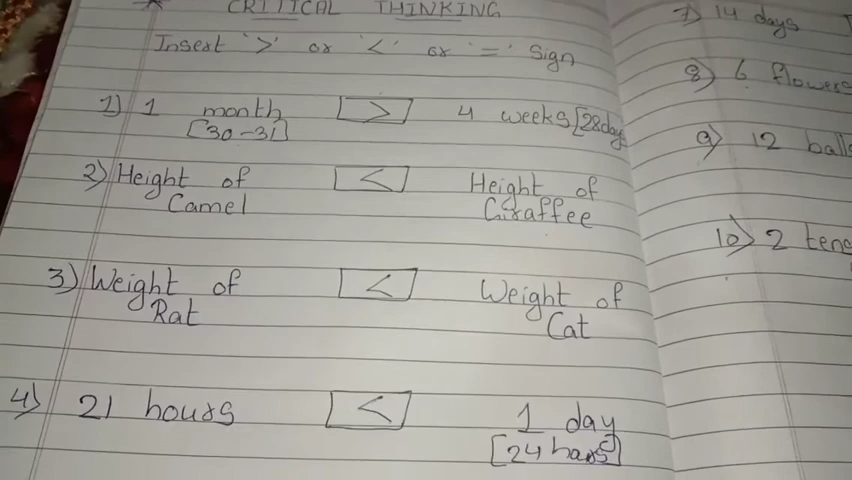 CRITICAL THINKING
Insert '>' or '<' or '=' Sign
1) 1 month > 4 weeks [28 day
[30-31]
2) Height of < Height of
Camel Giraffee
3) Weight of < Weight of
Rat Cat
4) 21 hours < 1 day
[24 hours]
7) 14 days
8) 6 flowers
9) 12 ball
10) 2 tens